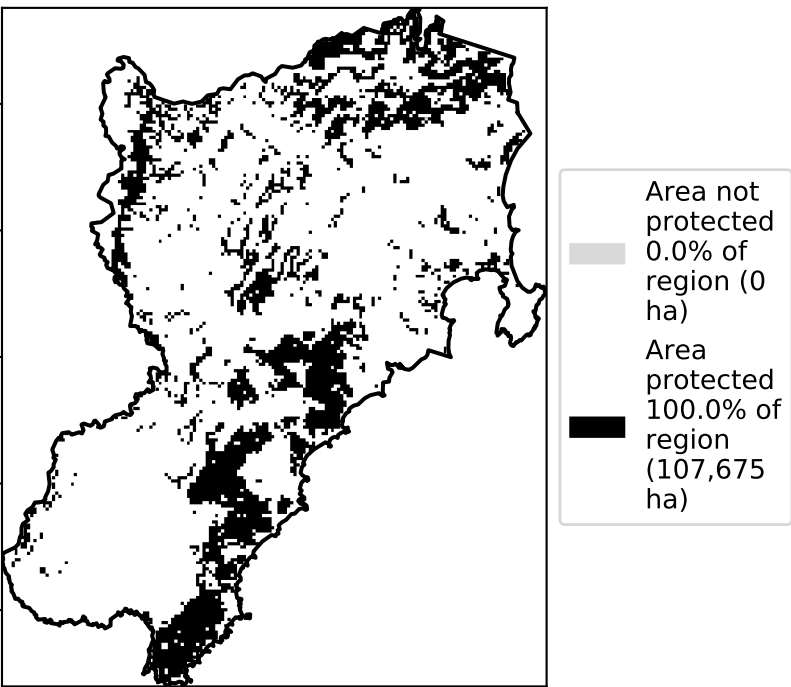 Area not
protected
0.0% of
region (0
ha)
Area
protected
100.0% of
region
(107,675
ha)